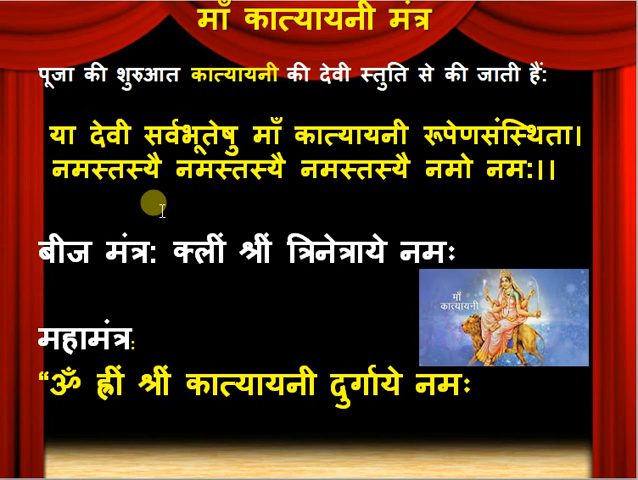 माँ कात्यायनी मंत्र
पूजा की शुरुआत कात्यायनी की देवी स्तुति से की जाती हैं:
या देवी सर्वभूतेषु माँ कात्यायनी रूपेणसंस्थिता।
नमस्तस्यै नमस्तस्यै नमस्तस्यै नमो नम:।।
बीज मंत्र: क्लीं श्रीं त्रिनेत्राये नमः
माँ
कात्यायनी
महामंत्र:
“ॐ ह्रीं श्रीं कात्यायनी दुर्गाये नमः